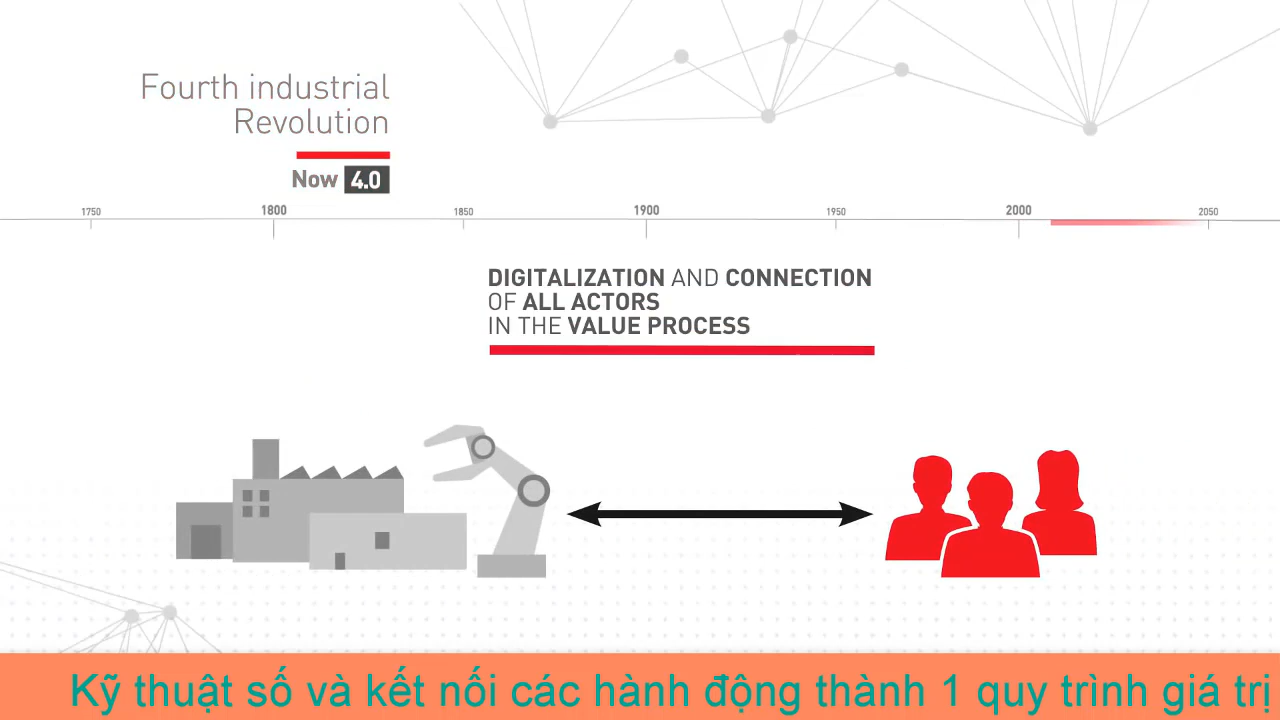 Fourth industrial
Revolution
Now 4.0
1750 1800 1850 1900 1950 2000 2050
DIGITALIZATION AND CONNECTION
OF ALL ACTORS
IN THE VALUE PROCESS
Kỹ thuật số và kết nối các hành động thành 1 quy trình giá trị